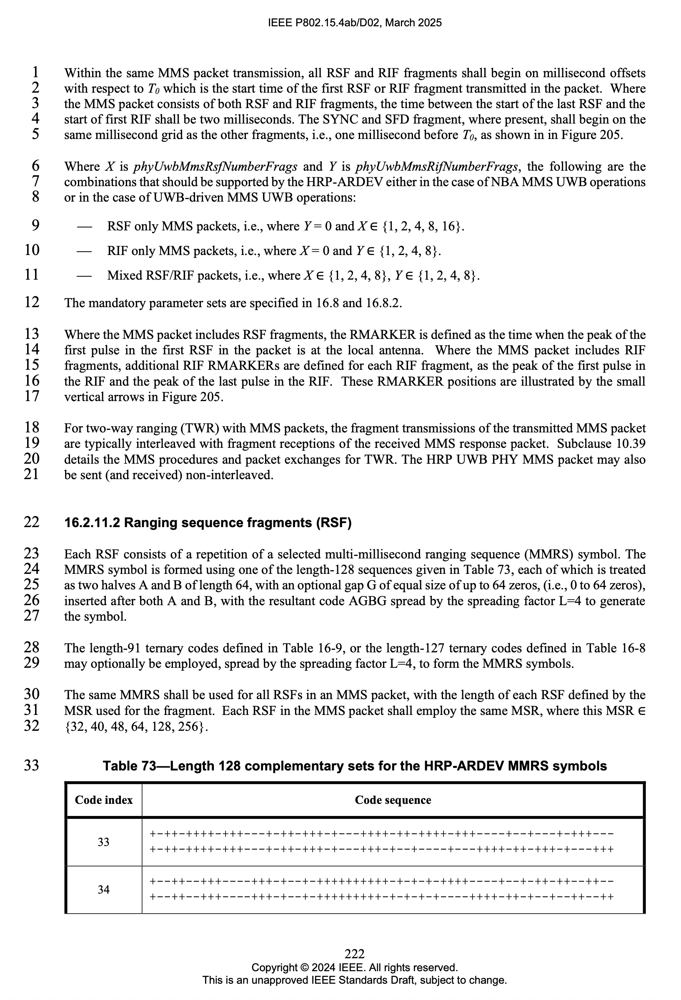 IEEE P802.15.4ab/D02, March 2025
1 Within the same MMS packet transmission, all RSF and RIF fragments shall begin on millisecond offsets
2 with respect to T0 which is the start time of the first RSF or RIF fragment transmitted in the packet. Where
3 the MMS packet consists of both RSF and RIF fragments, the time between the start of the last RSF and the
4 start of first RIF shall be two milliseconds. The SYNC and SFD fragment, where present, shall begin on the
5 same millisecond grid as the other fragments, i.e., one millisecond before T0, as shown in in Figure 205.
6 Where X is phyUwbMmsRsfNumberFrags and Y is phyUwbMmsRifNumberFrags, the following are the
7 combinations that should be supported by the HRP-ARDEV either in the case of NBA MMS UWB operations
8 or in the case of UWB-driven MMS UWB operations:
9 — RSF only MMS packets, i.e., where Y = 0 and X ∈ {1, 2, 4, 8, 16}.
10 — RIF only MMS packets, i.e., where X = 0 and Y ∈ {1, 2, 4, 8}.
11 — Mixed RSF/RIF packets, i.e., where X ∈ {1, 2, 4, 8}, Y ∈ {1, 2, 4, 8}.
12 The mandatory parameter sets are specified in 16.8 and 16.8.2.
13 Where the MMS packet includes RSF fragments, the RMARKER is defined as the time when the peak of the
14 first pulse in the first RSF in the packet is at the local antenna. Where the MMS packet includes RIF
15 fragments, additional RIF RMARKERs are defined for each RIF fragment, as the peak of the first pulse in
16 the RIF and the peak of the last pulse in the RIF. These RMARKER positions are illustrated by the small
17 vertical arrows in Figure 205.
18 For two-way ranging (TWR) with MMS packets, the fragment transmissions of the transmitted MMS packet
19 are typically interleaved with fragment receptions of the received MMS response packet. Subclause 10.39
20 details the MMS procedures and packet exchanges for TWR. The HRP UWB PHY MMS packet may also
21 be sent (and received) non-interleaved.
22 16.2.11.2 Ranging sequence fragments (RSF)
23 Each RSF consists of a repetition of a selected multi-millisecond ranging sequence (MMRS) symbol. The
24 MMRS symbol is formed using one of the length-128 sequences given in Table 73, each of which is treated
25 as two halves A and B of length 64, with an optional gap G of equal size of up to 64 zeros, (i.e., 0 to 64 zeros),
26 inserted after both A and B, with the resultant code AGBG spread by the spreading factor L=4 to generate
27 the symbol.
28 The length-91 ternary codes defined in Table 16-9, or the length-127 ternary codes defined in Table 16-8
29 may optionally be employed, spread by the spreading factor L=4, to form the MMRS symbols.
30 The same MMRS shall be used for all RSFs in an MMS packet, with the length of each RSF defined by the
31 MSR used for the fragment. Each RSF in the MMS packet shall employ the same MSR, where this MSR ∈
32 {32, 40, 48, 64, 128, 256}.
33 Table 73—Length 128 complementary sets for the HRP-ARDEV MMRS symbols
Code index Code sequence
33
+-++-++++-+++---+-++-+++-+---++++-++-++++-+++----+--+---+-+++---
+-++-++++-+++---+-++-+++-+---+++-+--+----+---++++-++-+++-+---+++
34
+--++--+++----+++-+--+-++++++++++-+-+-+-++++----+--+-++-++--++--
+--++--+++----+++-+--+-+++++++++-+-+-+-+----++++-++-+--+--++--++
222
Copyright © 2024 IEEE. All rights reserved.
This is an unapproved IEEE Standards Draft, subject to change.